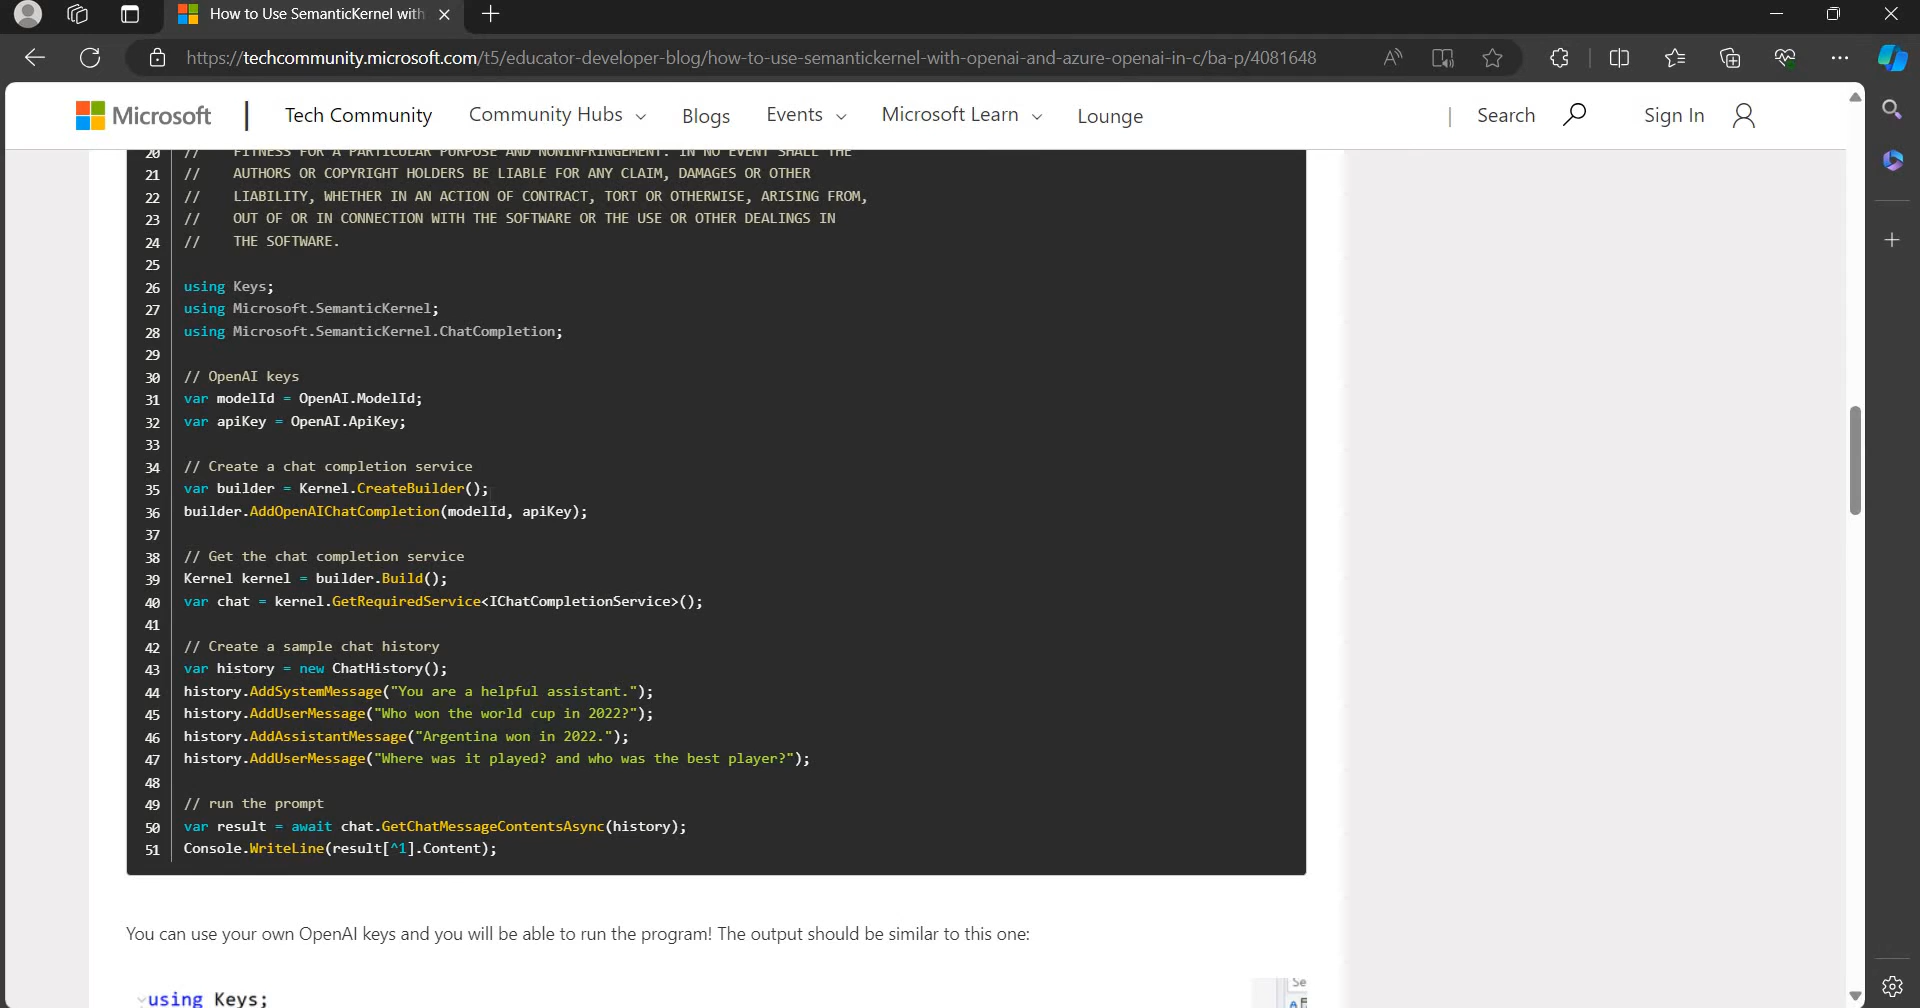 How to Use SemanticKernel with
https://techcommunity.microsoft.com/t5/educator-developer-blog/how-to-use-semantickernel-with-openai-and-azure-openai-in-c/ba-p/4081648
Microsoft | Tech Community Community Hubs Blogs Events Microsoft Learn Lounge | Search Sign In
20 // FITNESS FOR A PARTICULAR PURPOSE AND NONINFRINGEMENT. IN NO EVENT SHALL THE
21 // AUTHORS OR COPYRIGHT HOLDERS BE LIABLE FOR ANY CLAIM, DAMAGES OR OTHER
22 // LIABILITY, WHETHER IN AN ACTION OF CONTRACT, TORT OR OTHERWISE, ARISING FROM,
23 // OUT OF OR IN CONNECTION WITH THE SOFTWARE OR THE USE OR OTHER DEALINGS IN
24 // THE SOFTWARE.
25
26 using Keys;
27 using Microsoft.SemanticKernel;
28 using Microsoft.SemanticKernel.ChatCompletion;
29
30 // OpenAI keys
31 var modelId = OpenAI.ModelId;
32 var apiKey = OpenAI.ApiKey;
33
34 // Create a chat completion service
35 var builder = Kernel.CreateBuilder();
36 builder.AddOpenAIChatCompletion(modelId, apiKey);
37
38 // Get the chat completion service
39 Kernel kernel = builder.Build();
40 var chat = kernel.GetRequiredService<IChatCompletionService>();
41
42 // Create a sample chat history
43 var history = new ChatHistory();
44 history.AddSystemMessage("You are a helpful assistant.");
45 history.AddUserMessage("Who won the world cup in 2022?");
46 history.AddAssistantMessage("Argentina won in 2022.");
47 history.AddUserMessage("Where was it played? and who was the best player?");
48
49 // run the prompt
50 var result = await chat.GetChatMessageContentsAsync(history);
51 Console.WriteLine(result[^1].Content);
You can use your own OpenAI keys and you will be able to run the program! The output should be similar to this one:
using Keys;